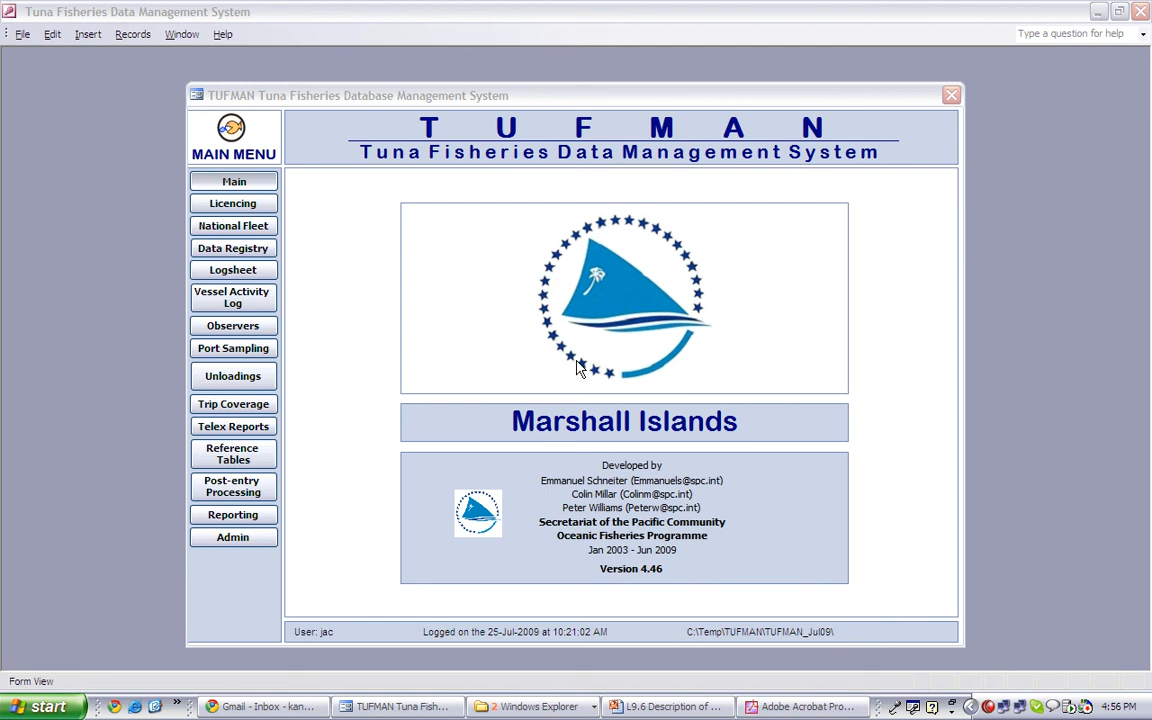 Tuna Fisheries Data Management System
File Edit Insert Records Window Help
Type a question for help
TUFMAN Tuna Fisheries Database Management System
MAIN MENU
T U F M A N
Tuna Fisheries Data Management System
Main
Licencing
National Fleet
Data Registry
Logsheet
Vessel Activity
Log
Observers
Port Sampling
Unloadings
Trip Coverage
Telex Reports
Reference
Tables
Post-entry
Processing
Reporting
Admin
Marshall Islands
Developed by
Emmanuel Schneiter (Emmanuels@spc.int)
Colin Millar (Colinm@spc.int)
Peter Williams (Peterw@spc.int)
Secretariat of the Pacific Community
Oceanic Fisheries Programme
Jan 2003 - Jun 2009
Version 4.46
User: jac Logged on the 25-Jul-2009 at 10:21:02 AM C:\Temp\TUFMAN\TUFMAN_Jul09\
Form View
start Gmail - Inbox - kan... TUFMAN Tuna Fish... 2 Windows Explorer L9.6 Description of ... Adobe Acrobat Pro... 4:56 PM